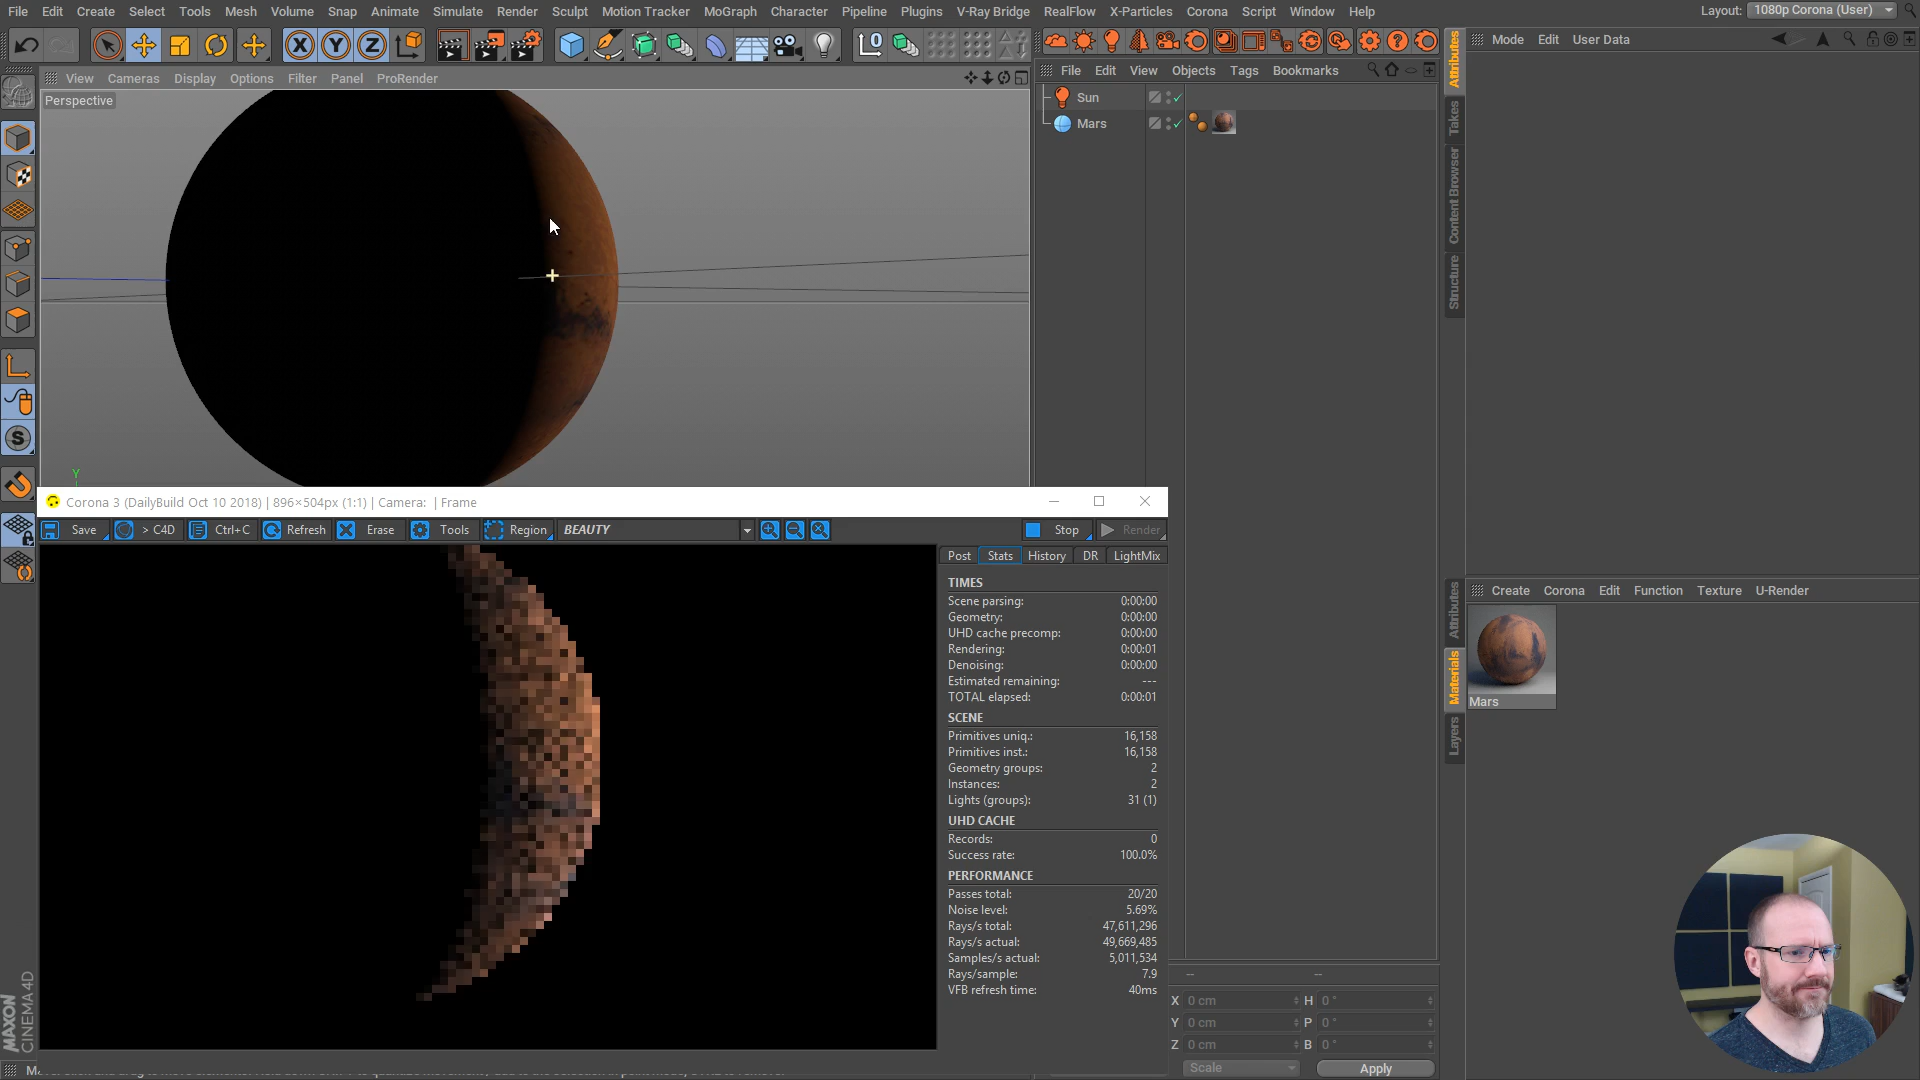 File Edit Create Select Tools Mesh Volume Snap Animate Simulate Render Sculpt Motion Tracker MoGraph Character Pipeline Plugins V-Ray Bridge RealFlow X-Particles Corona Script Window Help
Layout: 1080p Corona (User)
X Y Z
View Cameras Display Options Filter Panel ProRender
File Edit View Objects Tags Bookmarks
Mode Edit User Data
Perspective
Sun
Mars
Attributes
Takes
Content Browser
Structure
Y
Corona 3 (DailyBuild Oct 10 2018) | 896×504px (1:1) | Camera: | Frame
Save > C4D Ctrl+C Refresh Erase Tools Region BEAUTY Stop Render
Post Stats History DR LightMix
TIMES
Scene parsing: 0:00:00
Geometry: 0:00:00
UHD cache precomp: 0:00:00
Rendering: 0:00:01
Denoising: 0:00:00
Estimated remaining: ---
TOTAL elapsed: 0:00:01
SCENE
Primitives uniq.: 16,158
Primitives inst.: 16,158
Geometry groups: 2
Instances: 2
Lights (groups): 31 (1)
UHD CACHE
Records: 0
Success rate: 100.0%
PERFORMANCE
Passes total: 20/20
Noise level: 5.69%
Rays/s total: 47,611,296
Rays/s actual: 49,669,485
Samples/s actual: 5,011,534
Rays/sample: 7.9
VFB refresh time: 40ms
Create Corona Edit Function Texture U-Render
Mars
Attributes
Materials
Layers
-- --
X 0 cm H 0 °
Y 0 cm P 0 °
Z 0 cm B 0 °
Scale Apply
MAXON
CINEMA 4D